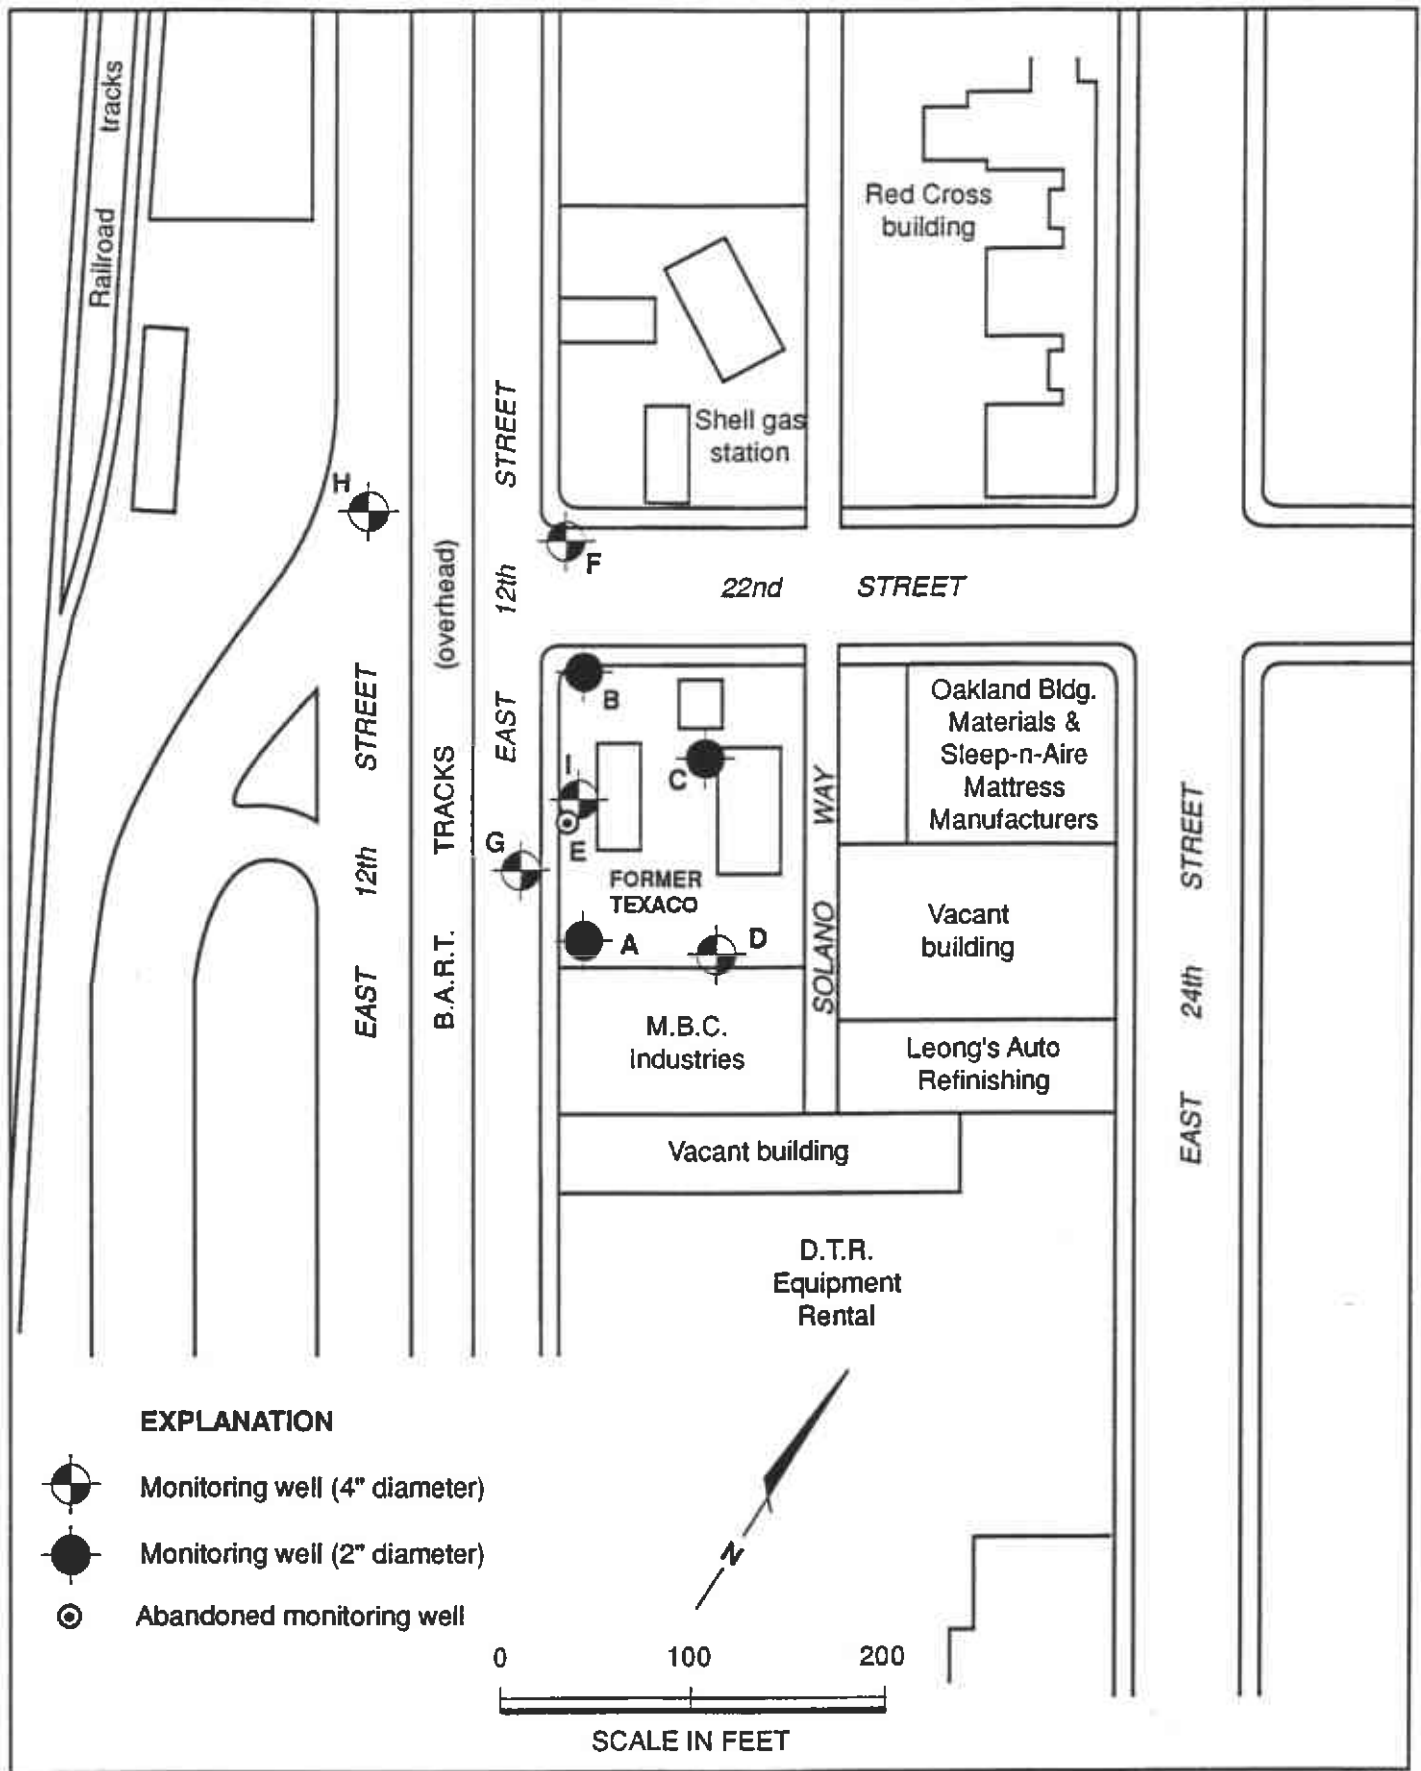 tracks
Railroad
Red Cross
building
Shell gas
station
H
F
STREET
12th
EAST
(overhead)
TRACKS
B.A.R.T.
22nd STREET
STREET
12th
EAST
B
I
C
E
G
FORMER
TEXACO
A
D
SOLANO WAY
Oakland Bldg.
Materials &
Sleep-n-Aire
Mattress
Manufacturers
Vacant
building
M.B.C.
Industries
Leong's Auto
Refinishing
EAST 24th STREET
Vacant building
D.T.R.
Equipment
Rental
EXPLANATION
Monitoring well (4" diameter)
Monitoring well (2" diameter)
Abandoned monitoring well
N
0 100 200
SCALE IN FEET